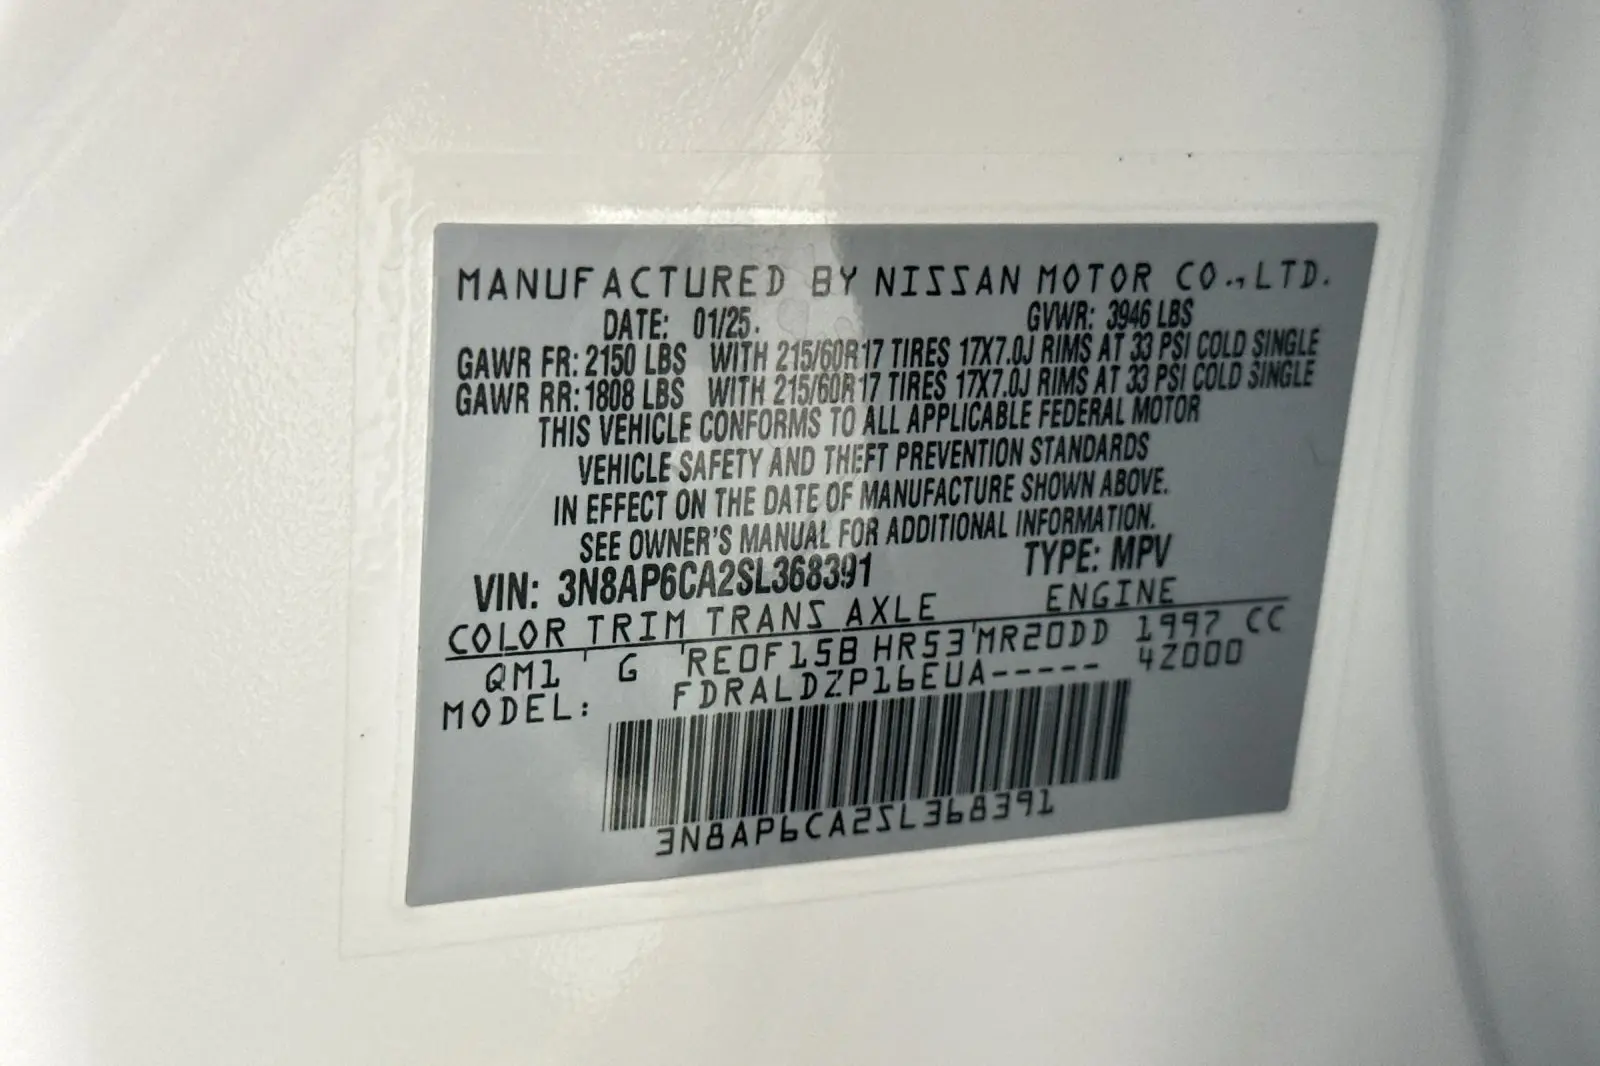 MANUFACTURED BY NISSAN MOTOR CO.,LTD.
DATE: 01/25. GVWR: 3946 LBS
GAWR FR: 2150 LBS WITH 215/60R17 TIRES 17X7.0J RIMS AT 33 PSI COLD SINGLE
GAWR RR: 1808 LBS WITH 215/60R17 TIRES 17X7.0J RIMS AT 33 PSI COLD SINGLE
THIS VEHICLE CONFORMS TO ALL APPLICABLE FEDERAL MOTOR
VEHICLE SAFETY AND THEFT PREVENTION STANDARDS
IN EFFECT ON THE DATE OF MANUFACTURE SHOWN ABOVE.
SEE OWNER'S MANUAL FOR ADDITIONAL INFORMATION.
VIN: 3N8AP6CA2SL368391 TYPE: MPV
COLOR TRIM TRANS AXLE ENGINE
QM1 G RE0F15B HR53 MR20DD 1997 CC
MODEL: FDRALDZP16EUA----- 4Z000
3N8AP6CA2SL368391